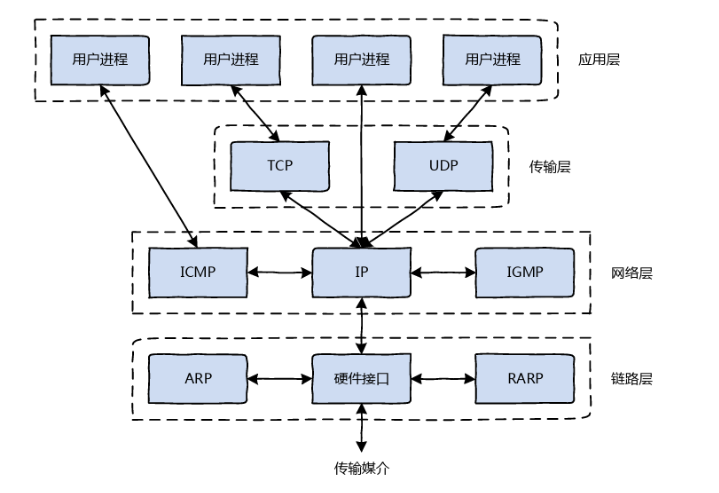 用户进程 用户进程 用户进程 用户进程 应用层
TCP UDP 传输层
ICMP IP IGMP 网络层
ARP 硬件接口 RARP 链路层
传输媒介